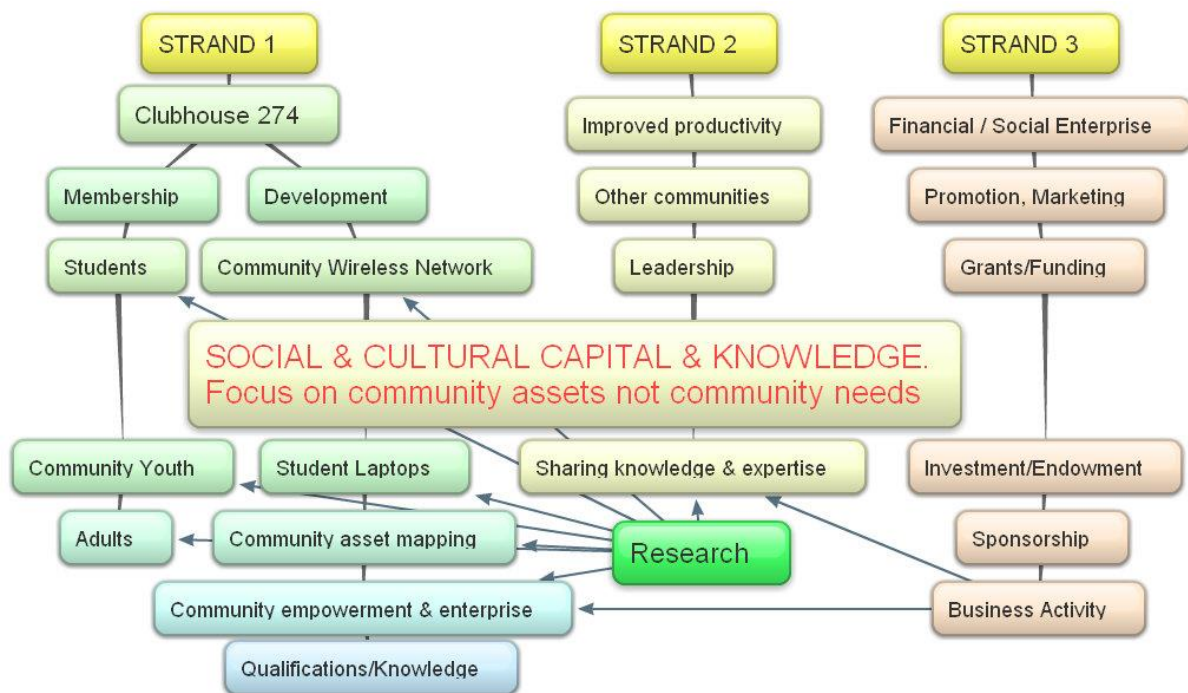 STRAND 1
STRAND 2
STRAND 3
Clubhouse 274
Improved productivity
Financial / Social Enterprise
Membership
Development
Other communities
Promotion, Marketing
Students
Community Wireless Network
Leadership
Grants/Funding
SOCIAL & CULTURAL CAPITAL & KNOWLEDGE.
Focus on community assets not community needs
Community Youth
Student Laptops
Sharing knowledge & expertise
Investment/Endowment
Adults
Community asset mapping
Research
Sponsorship
Community empowerment & enterprise
Business Activity
Qualifications/Knowledge